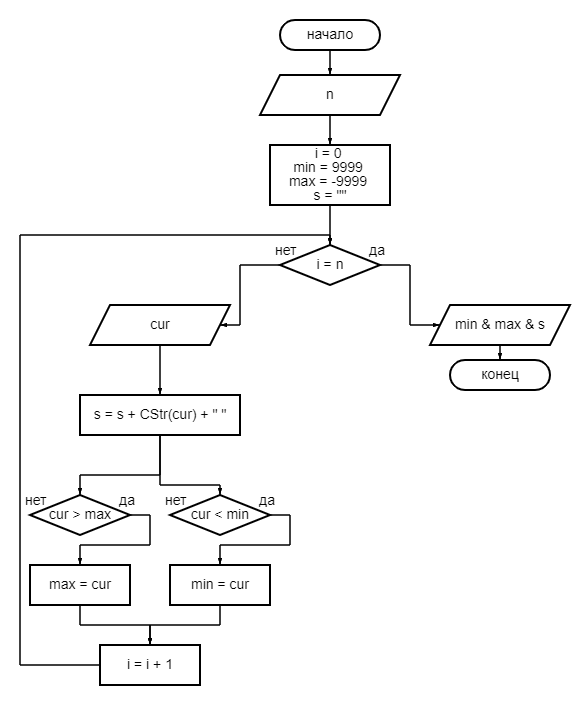 начало
n
i = 0
min = 9999
max = -9999
s = ""
нет
да
i = n
cur
min & max & s
конец
s = s + CStr(cur) + " "
нет
да
cur > max
нет
да
cur < min
max = cur
min = cur
i = i + 1